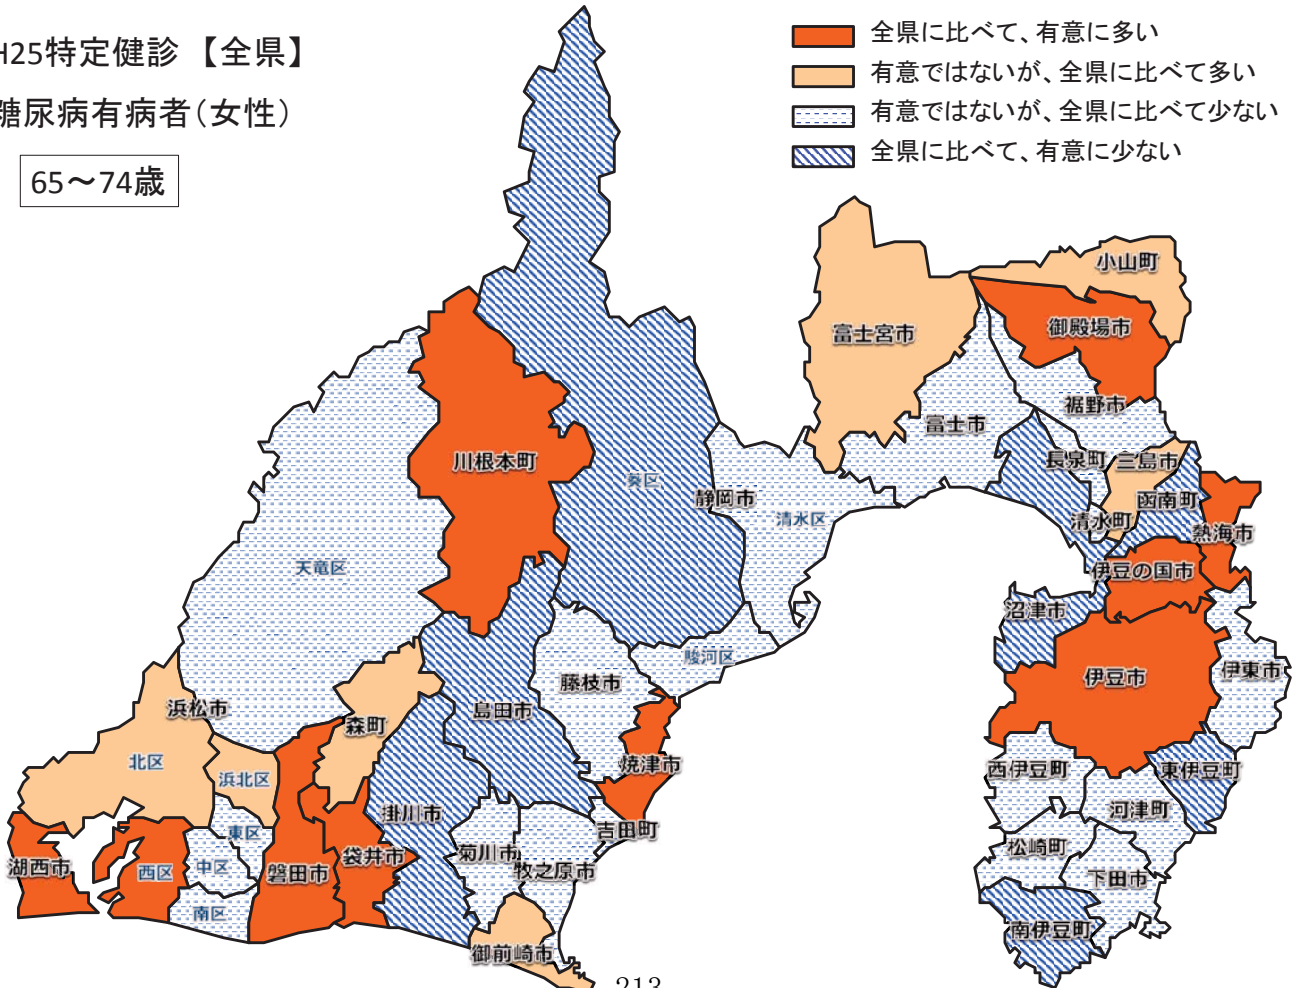 H25特定健診 【全県】
糖尿病有病者(女性)
65～74歳
全県に比べて、有意に多い
有意ではないが、全県に比べて多い
有意ではないが、全県に比べて少ない
全県に比べて、有意に少ない
小山町
御殿場市
富士宮市
裾野市
富士市
長泉町
三島市
川根本町
葵区
静岡市
函南町
清水区
清水町
熱海市
天竜区
伊豆の国市
沼津市
駿河区
伊東市
伊豆市
藤枝市
浜松市
島田市
森町
北区
浜北区
焼津市
西伊豆町
東伊豆町
掛川市
河津町
東区
吉田町
松崎町
菊川市
袋井市
湖西市
西区
中区
磐田市
牧之原市
下田市
南区
南伊豆町
御前崎市
213